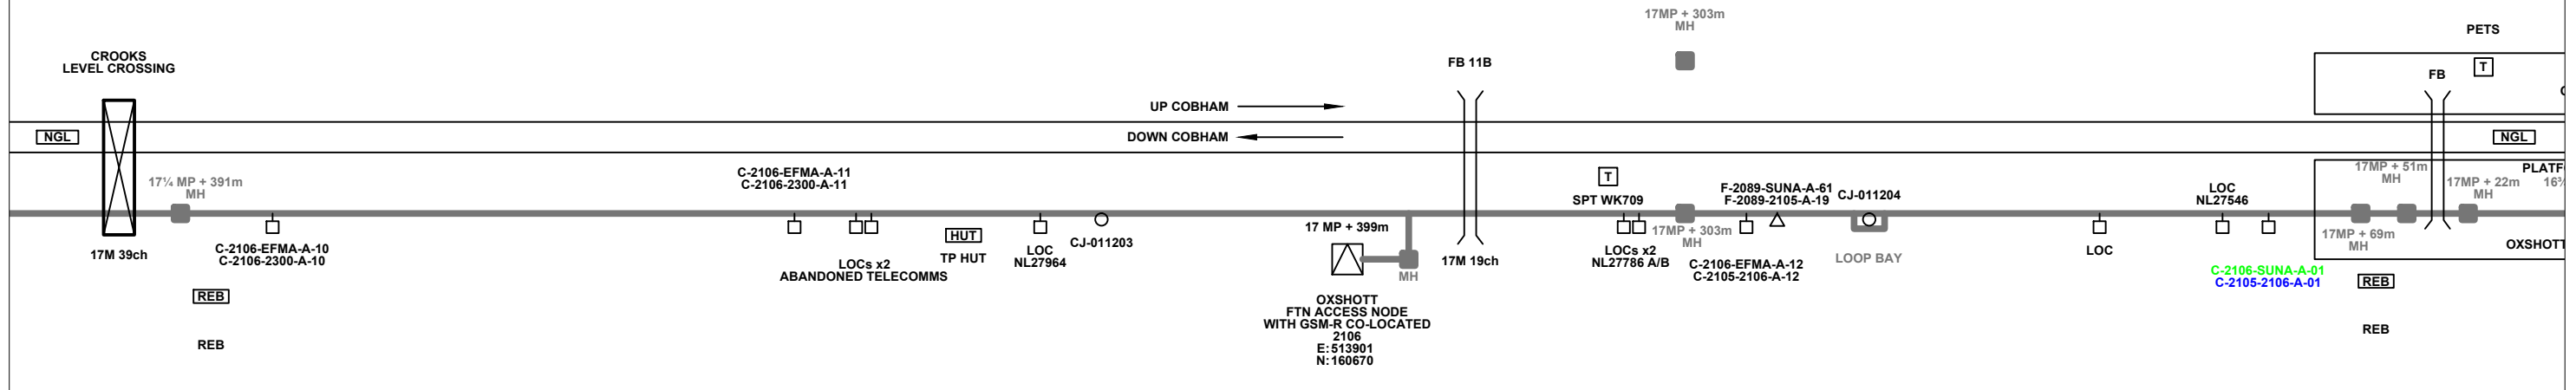 CROOKS
LEVEL CROSSING
NGL
17¼ MP + 391m
MH
17M 39ch
C-2106-EFMA-A-10
C-2106-2300-A-10
REB
REB
C-2106-EFMA-A-11
C-2106-2300-A-11
LOCs x2
ABANDONED TELECOMMS
HUT
TP HUT
LOC
NL27964
CJ-011203
UP COBHAM
DOWN COBHAM
17 MP + 399m
MH
OXSHOTT
FTN ACCESS NODE
WITH GSM-R CO-LOCATED
2106
E:513901
N:160670
FB 11B
17M 19ch
T
SPT WK709
LOCs x2
NL27786 A/B
17MP + 303m
MH
17MP + 303m
MH
F-2089-SUNA-A-61
F-2089-2105-A-19
C-2106-EFMA-A-12
C-2105-2106-A-12
CJ-011204
LOOP BAY
LOC
LOC
NL27546
C-2106-SUNA-A-01
C-2105-2106-A-01
PETS
T
FB
NGL
17MP + 51m
MH
17MP + 22m
MH
17MP + 69m
MH
PLATF
16¾
OXSHOTT
REB
REB